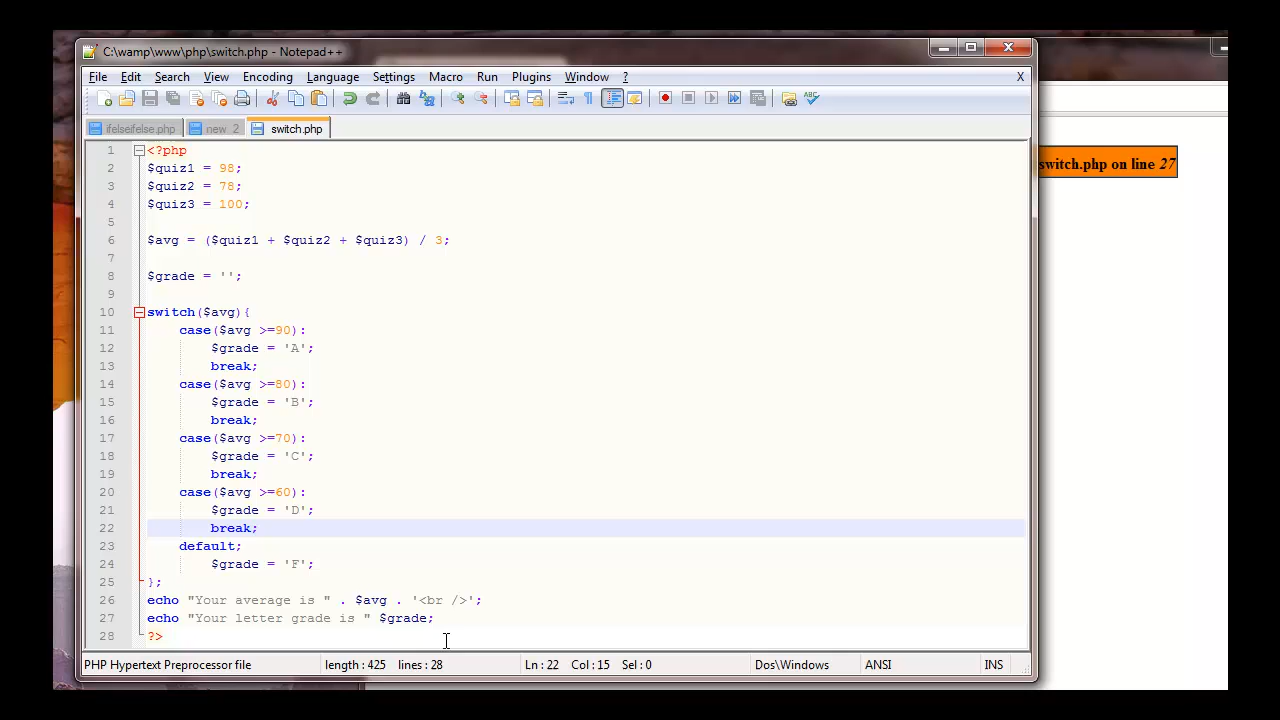 C:\wamp\www\php\switch.php - Notepad++
File Edit Search View Encoding Language Settings Macro Run Plugins Window ? X
ifelseifelse.php new 2 switch.php
1 <?php
2 $quiz1 = 98;
3 $quiz2 = 78;
4 $quiz3 = 100;
5
6 $avg = ($quiz1 + $quiz2 + $quiz3) / 3;
7
8 $grade = '';
9
10 switch($avg){
11 case($avg >=90):
12 $grade = 'A';
13 break;
14 case($avg >=80):
15 $grade = 'B';
16 break;
17 case($avg >=70):
18 $grade = 'C';
19 break;
20 case($avg >=60):
21 $grade = 'D';
22 break;
23 default;
24 $grade = 'F';
25 };
26 echo "Your average is " . $avg . '<br />';
27 echo "Your letter grade is " $grade;
28 ?>
PHP Hypertext Preprocessor file length : 425 lines : 28 Ln : 22 Col : 15 Sel : 0 Dos\Windows ANSI INS
switch.php on line 27